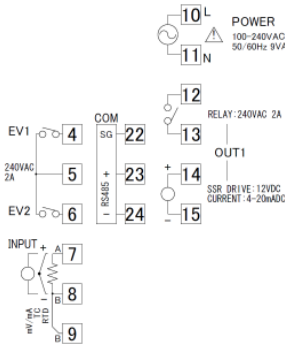 10 L
POWER
100-240VAC
50/60Hz 9VA
11 N
12
RELAY:240VAC 2A
13
OUT1
+ 14
SSR DRIVE:12VDC
CURRENT:4-20mADC
- 15
COM
EV1 4
SG 22
240VAC
2A
5
RS485
+ 23
EV2 6
- 24
INPUT + A 7
- B 8
mV/mA
TC
RTD
B 9